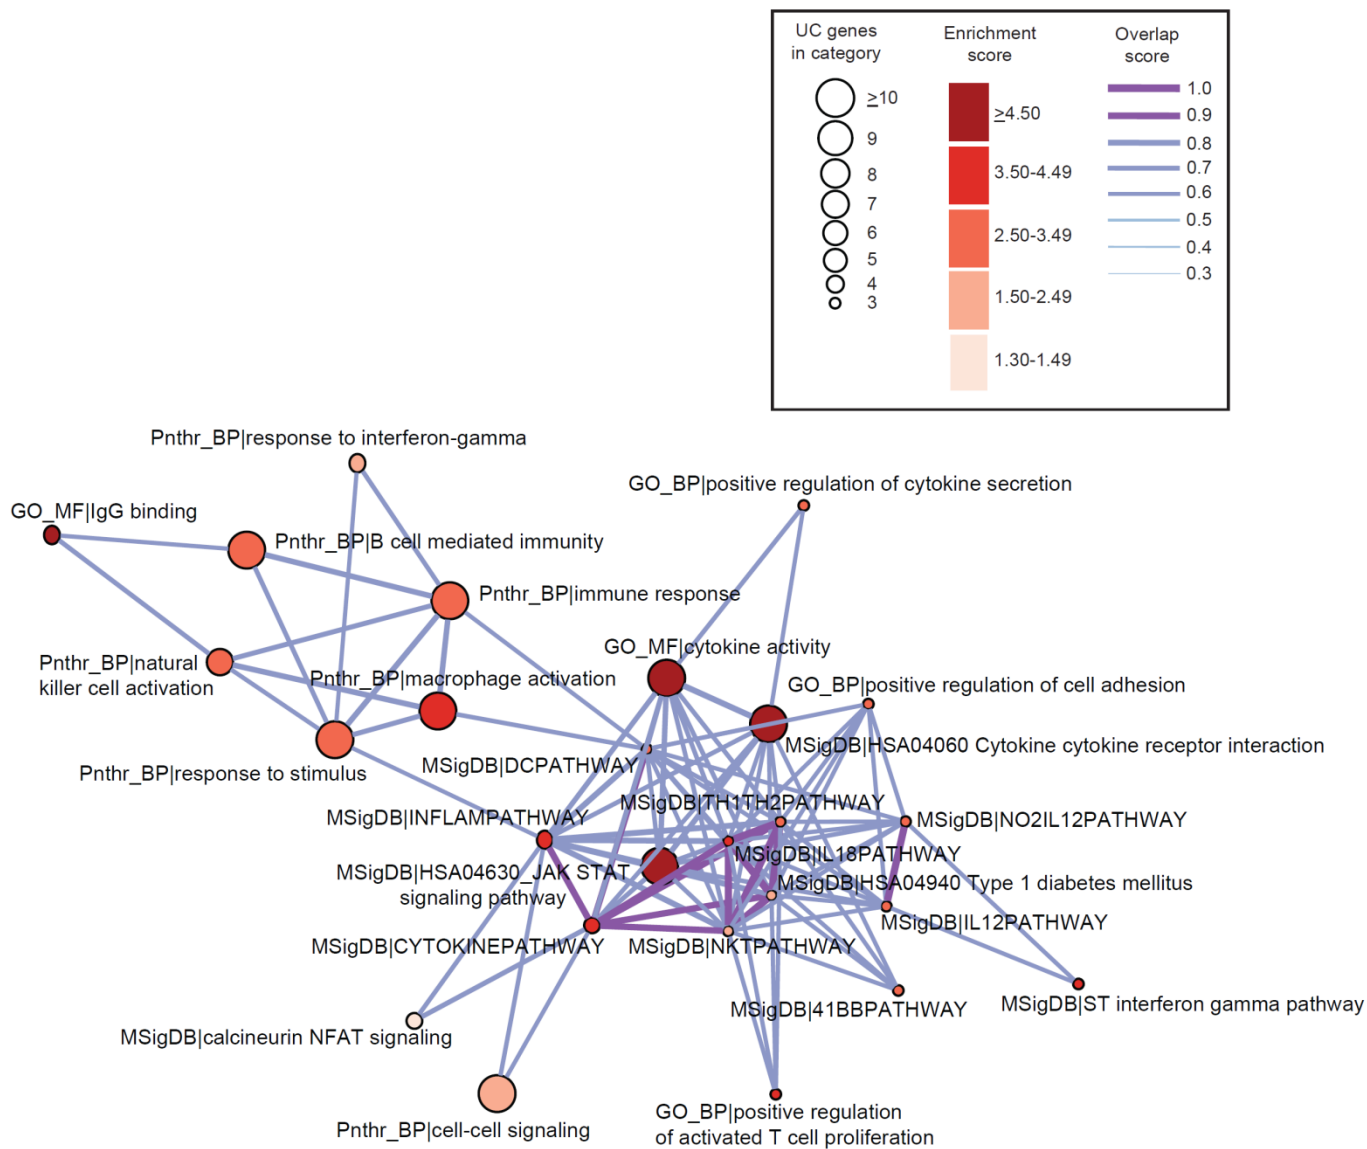 UC genes
in category
Enrichment
score
Overlap
score
≥10
9
8
7
6
5
4
3
≥4.50
3.50-4.49
2.50-3.49
1.50-2.49
1.30-1.49
1.0
0.9
0.8
0.7
0.6
0.5
0.4
0.3
Pnthr_BP|response to interferon-gamma
GO_BP|positive regulation of cytokine secretion
GO_MF|IgG binding
Pnthr_BP|B cell mediated immunity
Pnthr_BP|immune response
GO_MF|cytokine activity
Pnthr_BP|natural
killer cell activation
Pnthr_BP|macrophage activation
GO_BP|positive regulation of cell adhesion
MSigDB|HSA04060 Cytokine cytokine receptor interaction
Pnthr_BP|response to stimulus
MSigDB|DCPATHWAY
MSigDB|TH1TH2PATHWAY
MSigDB|INFLAMPATHWAY
MSigDB|NO2IL12PATHWAY
MSigDB|IL18PATHWAY
MSigDB|HSA04630_JAK STAT
signaling pathway
MSigDB|HSA04940 Type 1 diabetes mellitus
MSigDB|IL12PATHWAY
MSigDB|CYTOKINEPATHWAY
MSigDB|NKTPATHWAY
MSigDB|41BBPATHWAY
MSigDB|ST interferon gamma pathway
MSigDB|calcineurin NFAT signaling
GO_BP|positive regulation
of activated T cell proliferation
Pnthr_BP|cell-cell signaling